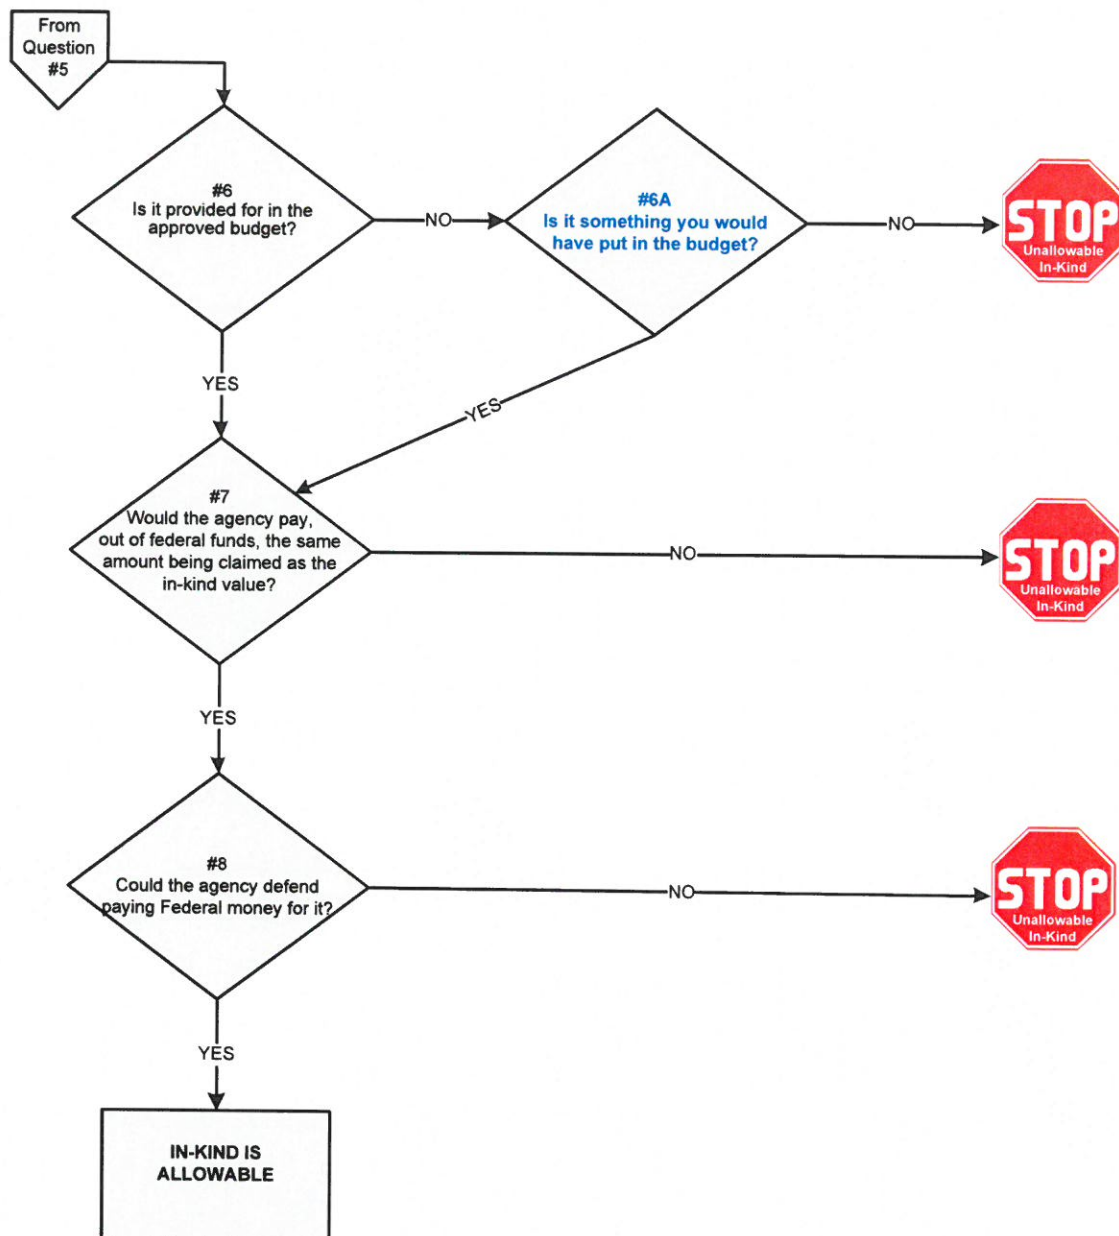 From
Question
#5
#6
Is it provided for in the
approved budget?
NO
#6A
Is it something you would
have put in the budget?
NO
STOP
Unallowable
In-Kind
YES
YES
#7
Would the agency pay,
out of federal funds, the same
amount being claimed as the
in-kind value?
NO
STOP
Unallowable
In-Kind
YES
#8
Could the agency defend
paying Federal money for it?
NO
STOP
Unallowable
In-Kind
YES
IN-KIND IS
ALLOWABLE